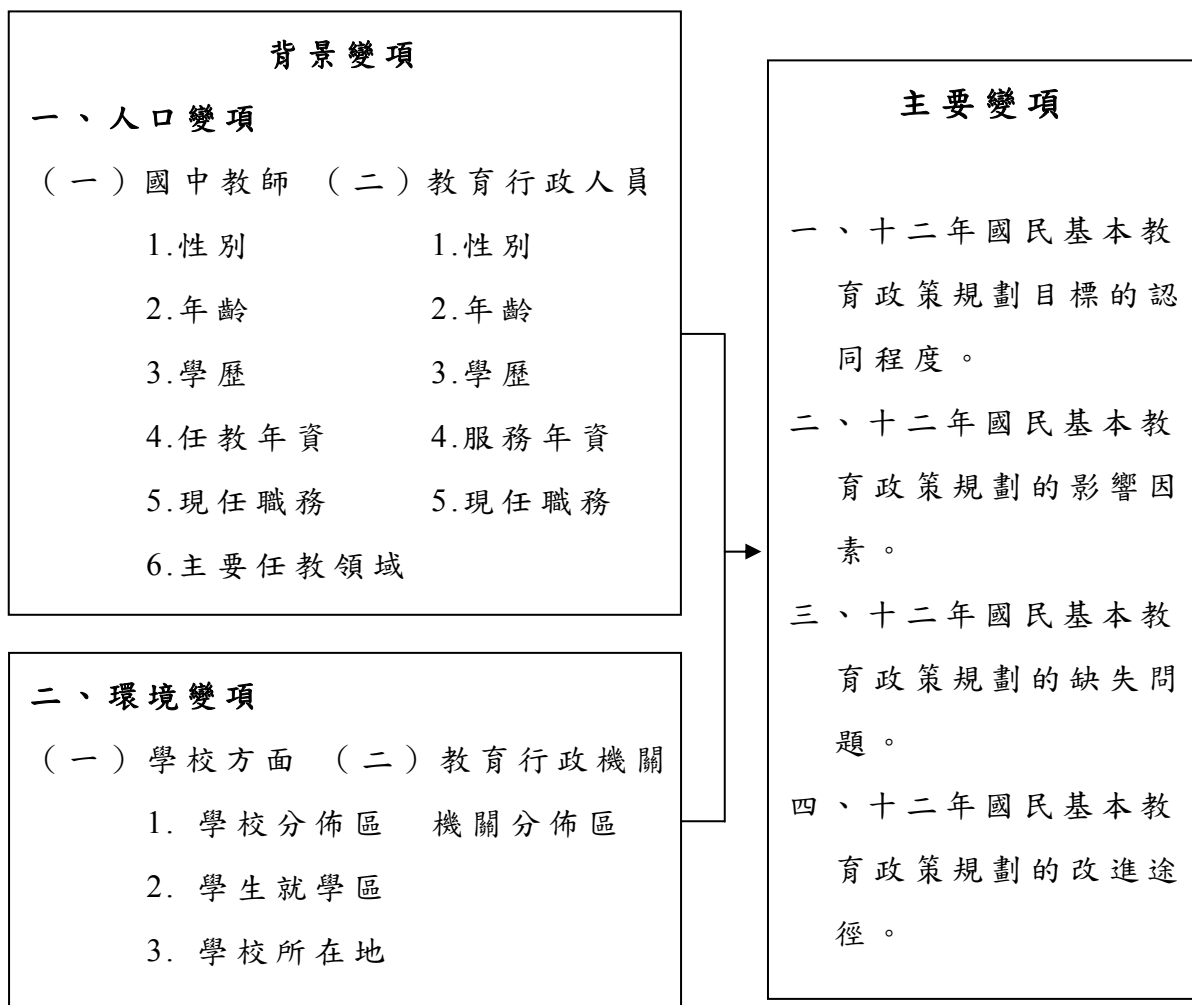 背景變項
一、人口變項
（一）國中教師 （二）教育行政人員
1.性別 1.性別
2.年齡 2.年齡
3.學歷 3.學歷
4.任教年資 4.服務年資
5.現任職務 5.現任職務
6.主要任教領域
二、環境變項
（一）學校方面 （二）教育行政機關
1. 學校分佈區 機關分佈區
2. 學生就學區
3. 學校所在地
主要變項
一、十二年國民基本教
育政策規劃目標的認
同程度。
二、十二年國民基本教
育政策規劃的影響因
素。
三、十二年國民基本教
育政策規劃的缺失問
題。
四、十二年國民基本教
育政策規劃的改進途
徑。